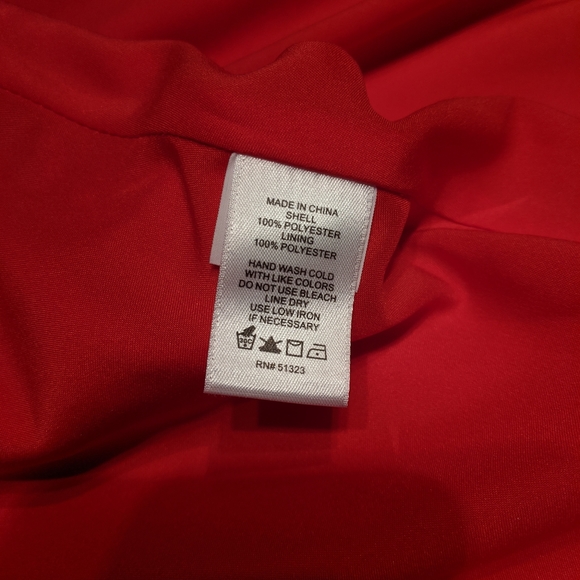 MADE IN CHINA
SHELL
100% POLYESTER
LINING
100% POLYESTER
HAND WASH COLD
WITH LIKE COLORS
DO NOT USE BLEACH
LINE DRY
USE LOW IRON
IF NECESSARY
30C
RN# 51323